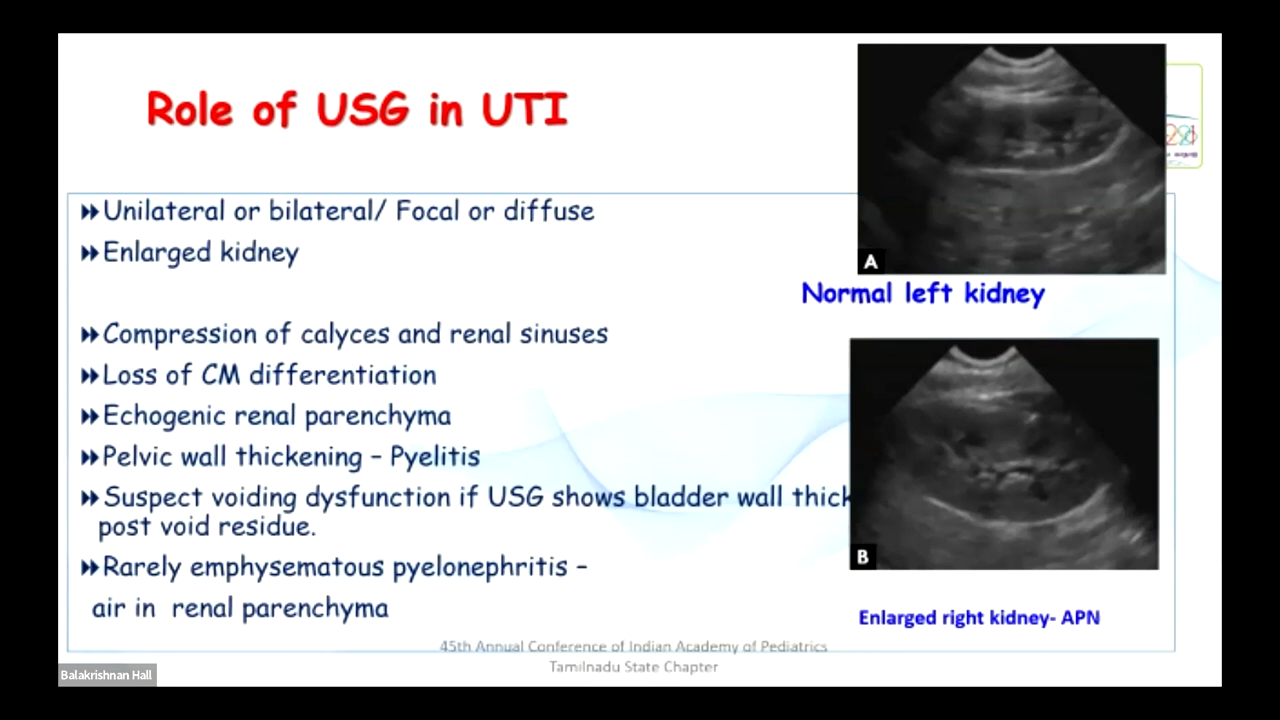 Role of USG in UTI
Unilateral or bilateral/ Focal or diffuse
Enlarged kidney
Compression of calyces and renal sinuses
Loss of CM differentiation
Echogenic renal parenchyma
Pelvic wall thickening – Pyelitis
Suspect voiding dysfunction if USG shows bladder wall thick
post void residue.
Rarely emphysematous pyelonephritis –
air in renal parenchyma
A
Normal left kidney
B
Enlarged right kidney- APN
45th Annual Conference of Indian Academy of Pediatrics
Tamilnadu State Chapter
Balakrishnan Hall